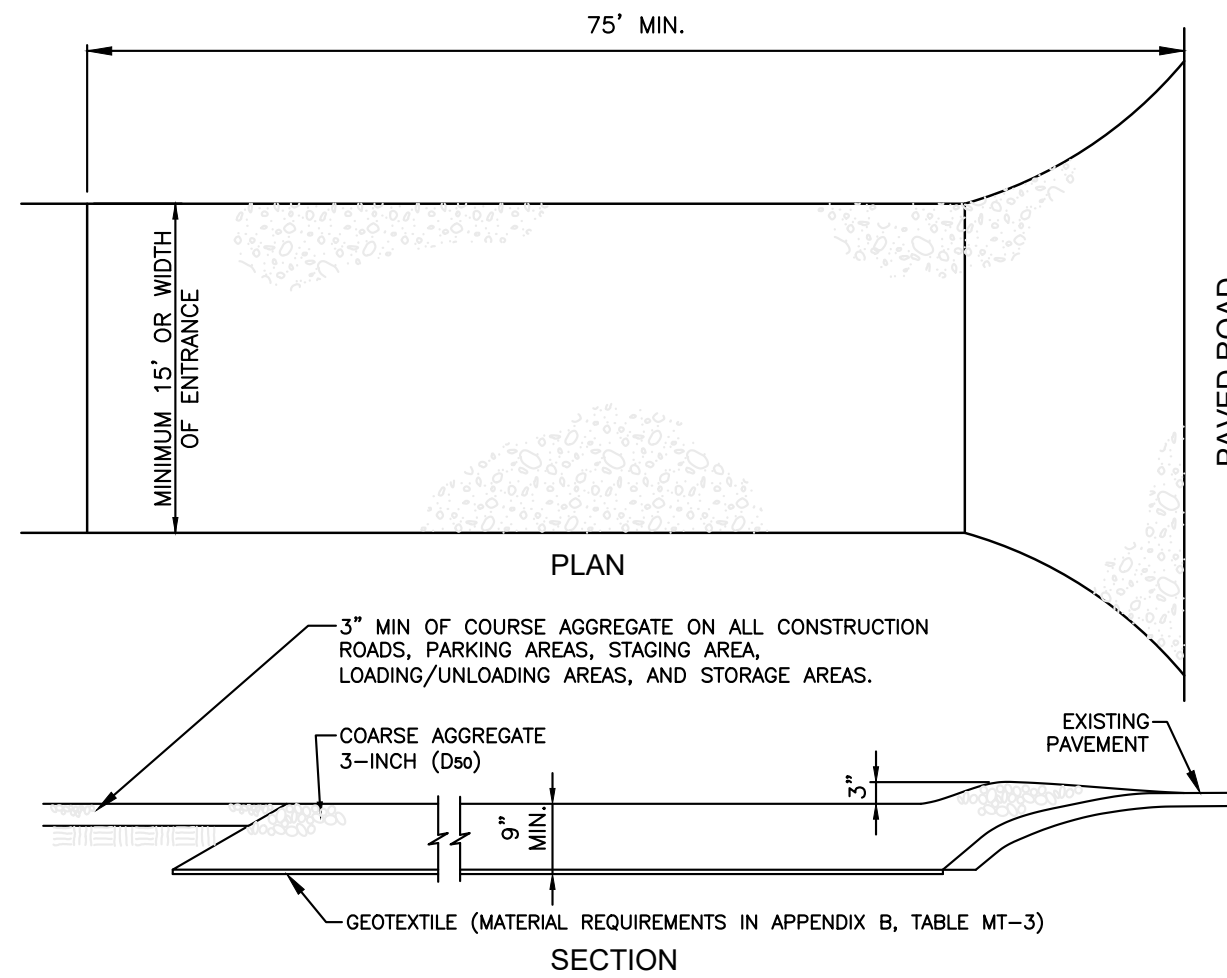 75' MIN.
MINIMUM 15' OR WIDTH
OF ENTRANCE
PAVED ROAD
PLAN
3" MIN OF COURSE AGGREGATE ON ALL CONSTRUCTION
ROADS, PARKING AREAS, STAGING AREA,
LOADING/UNLOADING AREAS, AND STORAGE AREAS.
COARSE AGGREGATE
3-INCH (D50)
EXISTING
PAVEMENT
3"
9"
MIN.
GEOTEXTILE (MATERIAL REQUIREMENTS IN APPENDIX B, TABLE MT-3)
SECTION